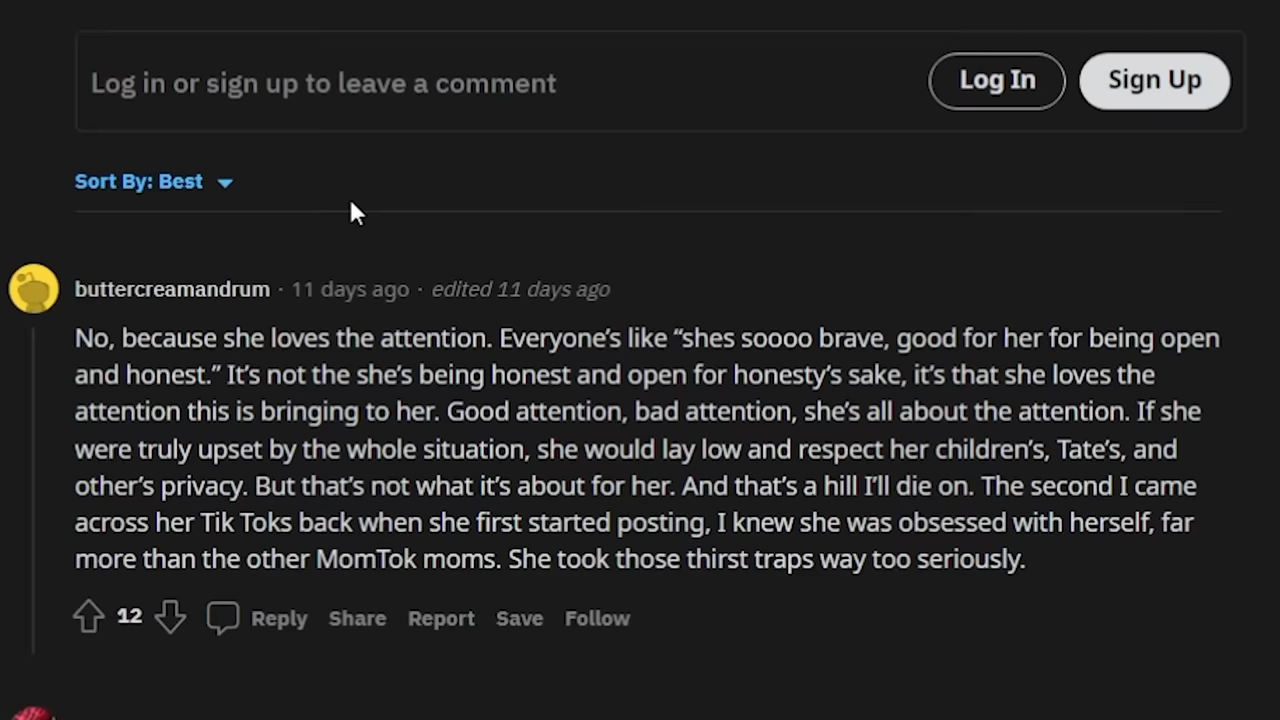 Log in or sign up to leave a comment
Log In
Sign Up
Sort By: Best
buttercreamandrum · 11 days ago · edited 11 days ago
No, because she loves the attention. Everyone’s like “shes soooo brave, good for her for being open
and honest.” It’s not the she’s being honest and open for honesty’s sake, it’s that she loves the
attention this is bringing to her. Good attention, bad attention, she’s all about the attention. If she
were truly upset by the whole situation, she would lay low and respect her children’s, Tate’s, and
other’s privacy. But that’s not what it’s about for her. And that’s a hill I’ll die on. The second I came
across her Tik Toks back when she first started posting, I knew she was obsessed with herself, far
more than the other MomTok moms. She took those thirst traps way too seriously.
12 Reply Share Report Save Follow